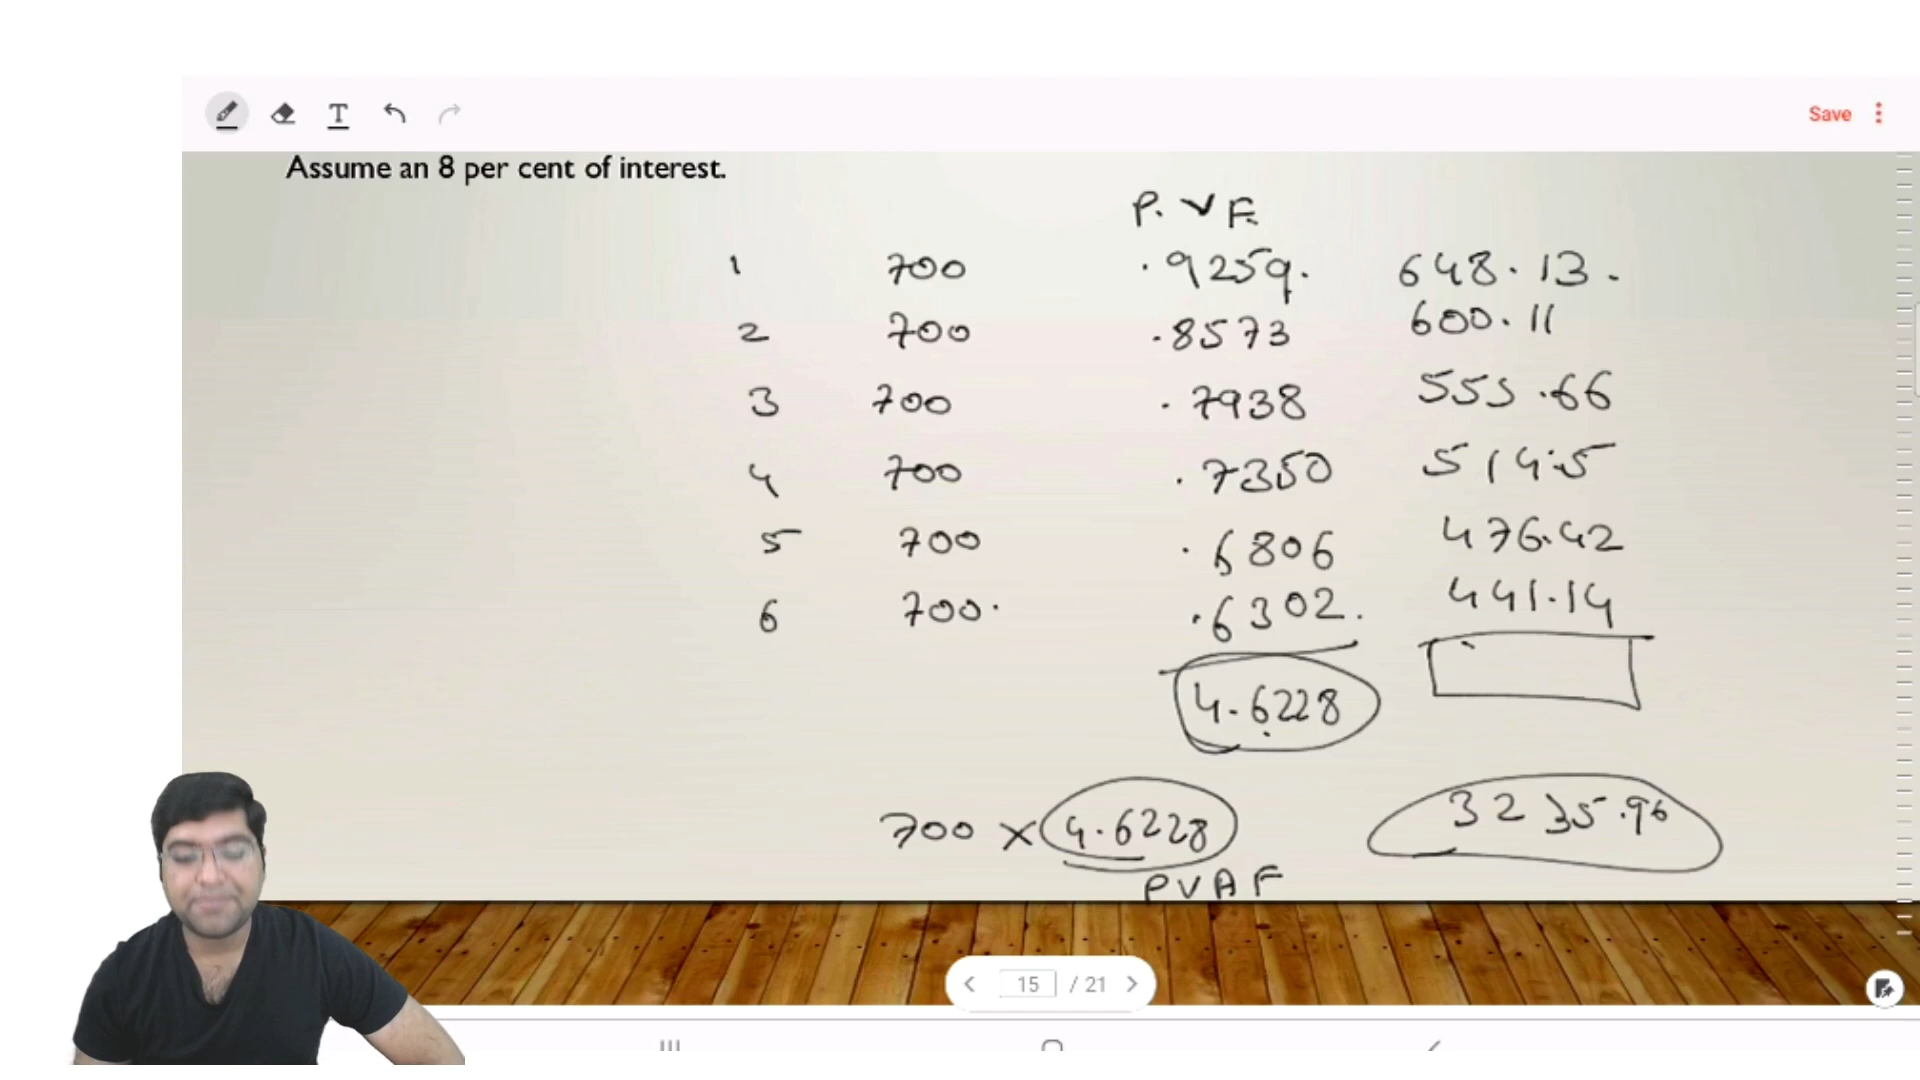 T
Save
Assume an 8 per cent of interest.
P. V F.
1 700 .9259. 648.13.
2 700 .8573 600.11
3 700 .7938 555.66
4 700 .7350 514.5
5 700 .6806 476.42
6 700. .6302. 441.14
4.6228
700 × 4.6228 3235.96
PVAF
15 / 21